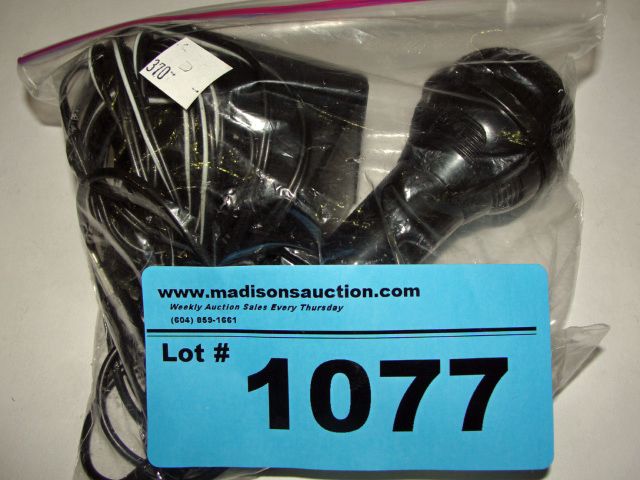 370-
www.madisonsauction.com
Weekly Auction Sales Every Thursday
(604) 859-1661
Lot # 1077